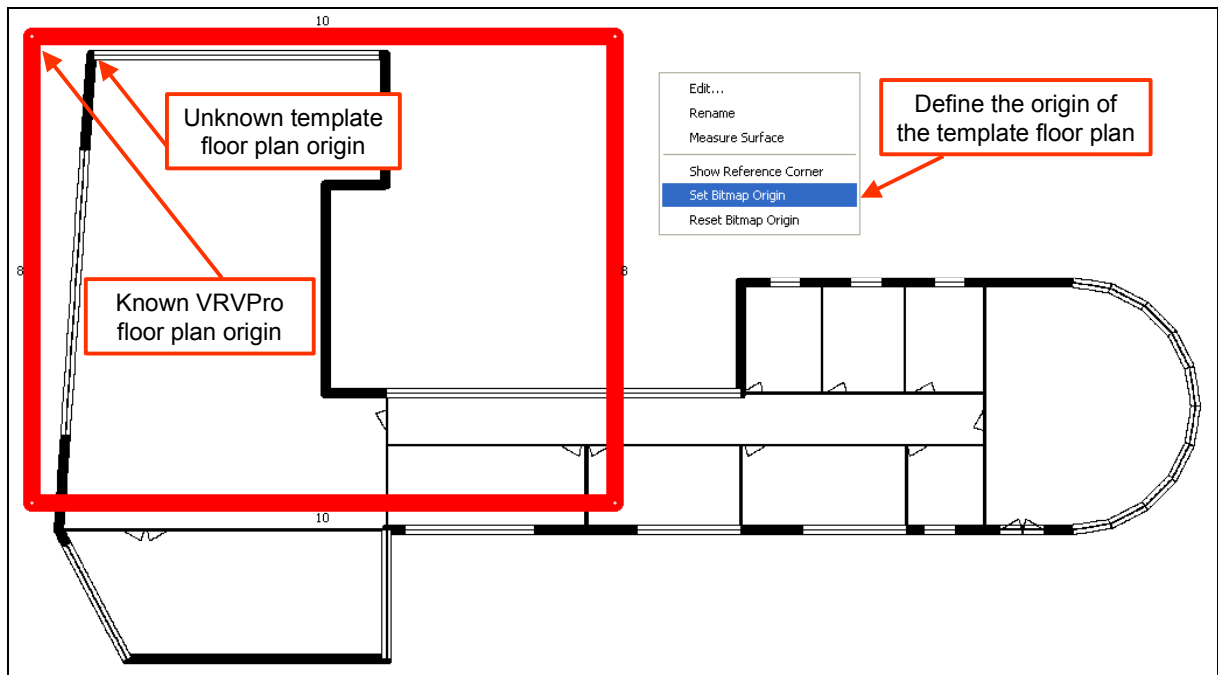 10
Unknown template
floor plan origin
Edit...
Rename
Measure Surface
Show Reference Corner
Set Bitmap Origin
Reset Bitmap Origin
Define the origin of
the template floor plan
8
8
Known VRVPro
floor plan origin
10